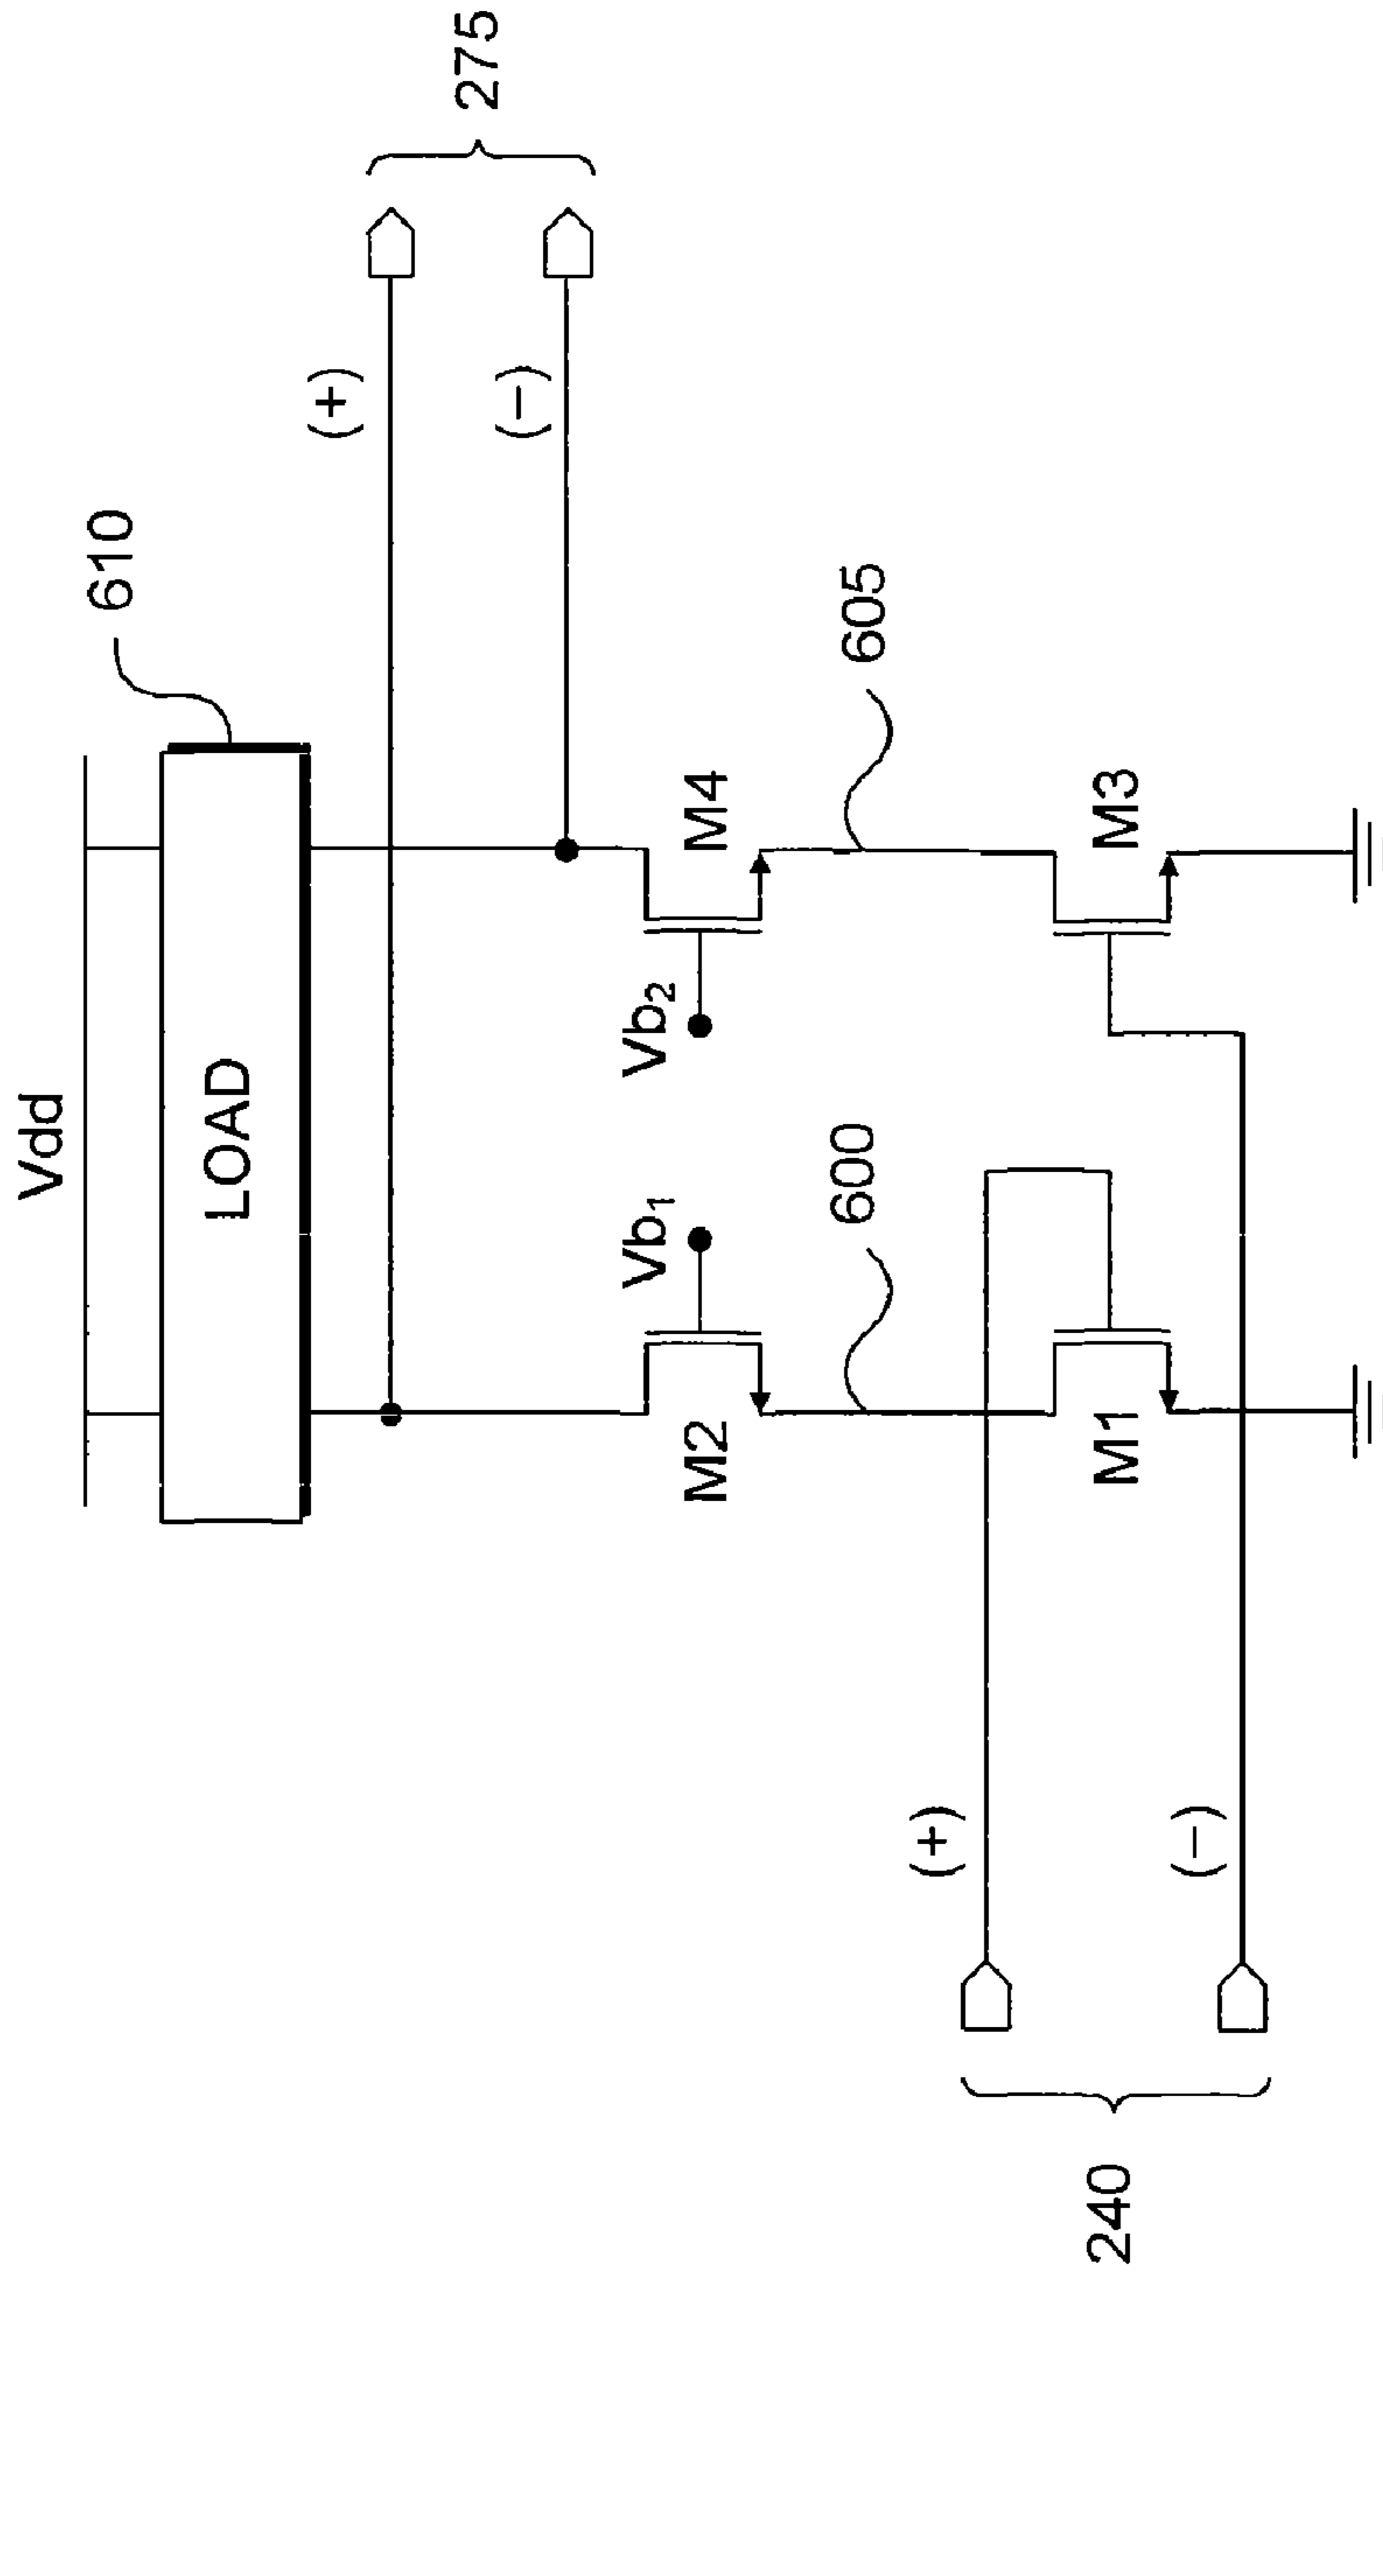 Vdd
LOAD
610
(+)
275
(−)
Vb₁
Vb₂
M2
M4
600
605
(+)
240
(−)
M1
M3